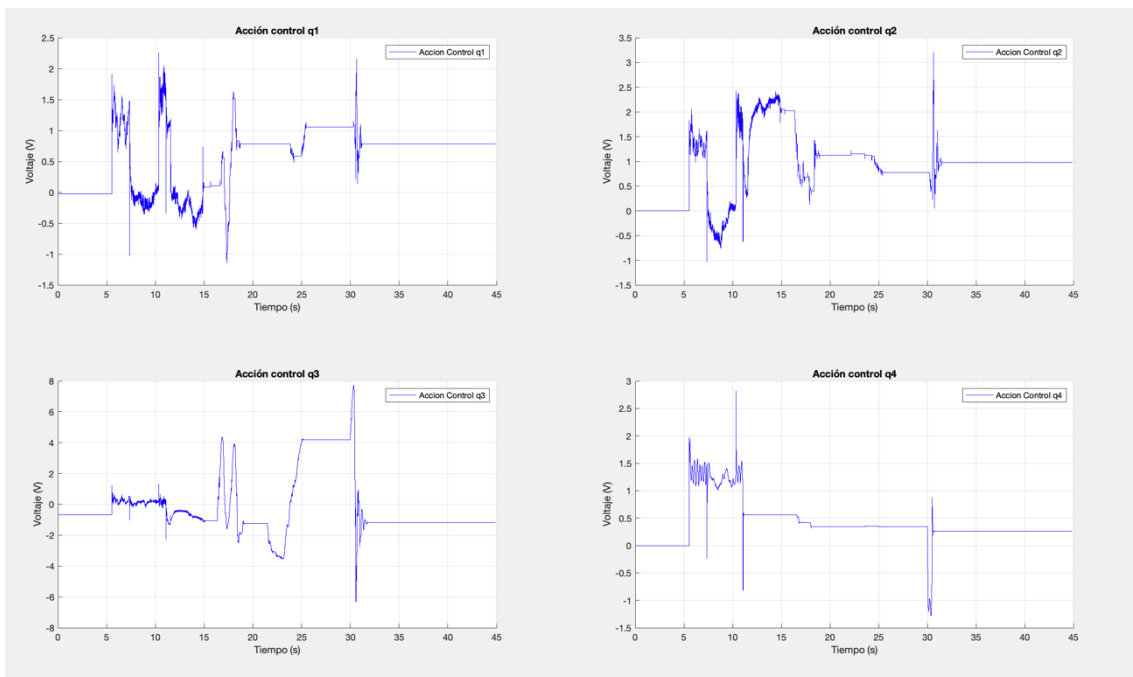 Acción control q1
Accion Control q1
Voltaje (V)
2.5
2
1.5
1
0.5
0
-0.5
-1
-1.5
0 5 10 15 20 25 30 35 40 45
Tiempo (s)
Acción control q2
Accion Control q2
Voltaje (V)
3.5
3
2.5
2
1.5
1
0.5
0
-0.5
-1
-1.5
0 5 10 15 20 25 30 35 40 45
Tiempo (s)
Acción control q3
Accion Control q3
Voltaje (V)
8
6
4
2
0
-2
-4
-6
-8
0 5 10 15 20 25 30 35 40 45
Tiempo (s)
Acción control q4
Accion Control q4
Voltaje (V)
3
2.5
2
1.5
1
0.5
0
-0.5
-1
-1.5
0 5 10 15 20 25 30 35 40 45
Tiempo (s)